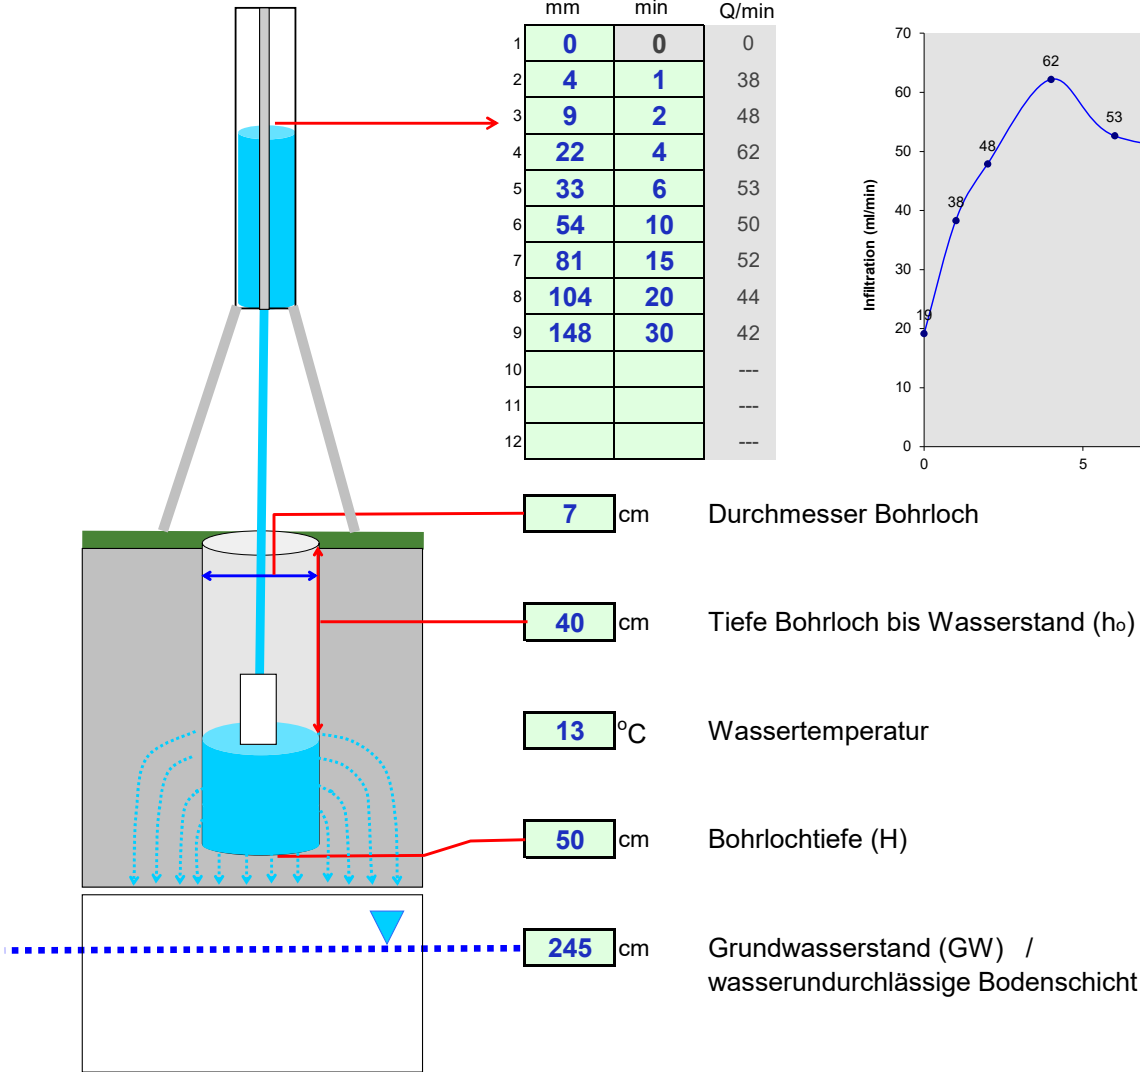 mm min Q/min
1 0 0 0
2 4 1 38
3 9 2 48
4 22 4 62
5 33 6 53
6 54 10 50
7 81 15 52
8 104 20 44
9 148 30 42
10 ---
11 ---
12 ---
70
60
50
40
30
20
10
0
0 5
Infiltration (ml/min)
19
38
48
62
53
7 cm Durchmesser Bohrloch
40 cm Tiefe Bohrloch bis Wasserstand (ho)
13 °C Wassertemperatur
50 cm Bohrlochtiefe (H)
245 cm Grundwasserstand (GW) /
wasserundurchlässige Bodenschicht